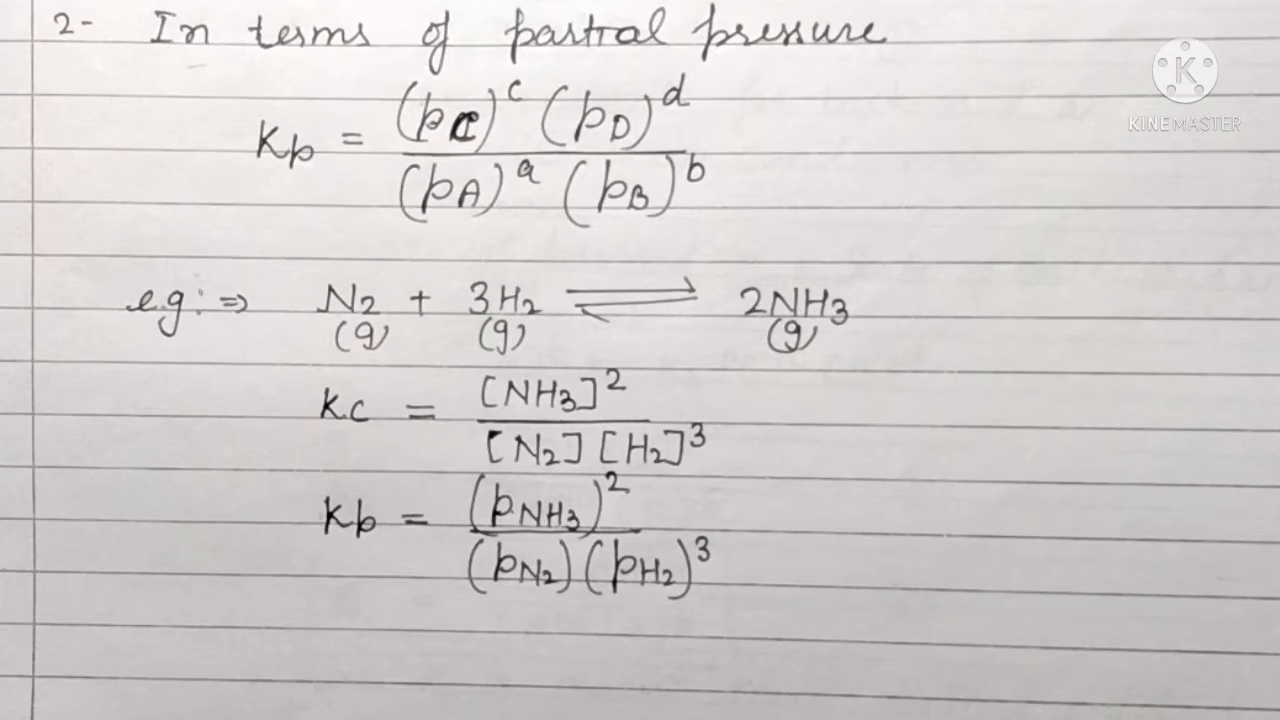 2- In terms of partial pressure
K
KINEMASTER
Kp = (pC)^c (pD)^d / (pA)^a (pB)^b
e.g:⇒ N2 (g) + 3H2 (g) ⇌ 2NH3 (g)
Kc = [NH3]^2 / [N2] [H2]^3
Kp = (pNH3)^2 / (pN2) (pH2)^3